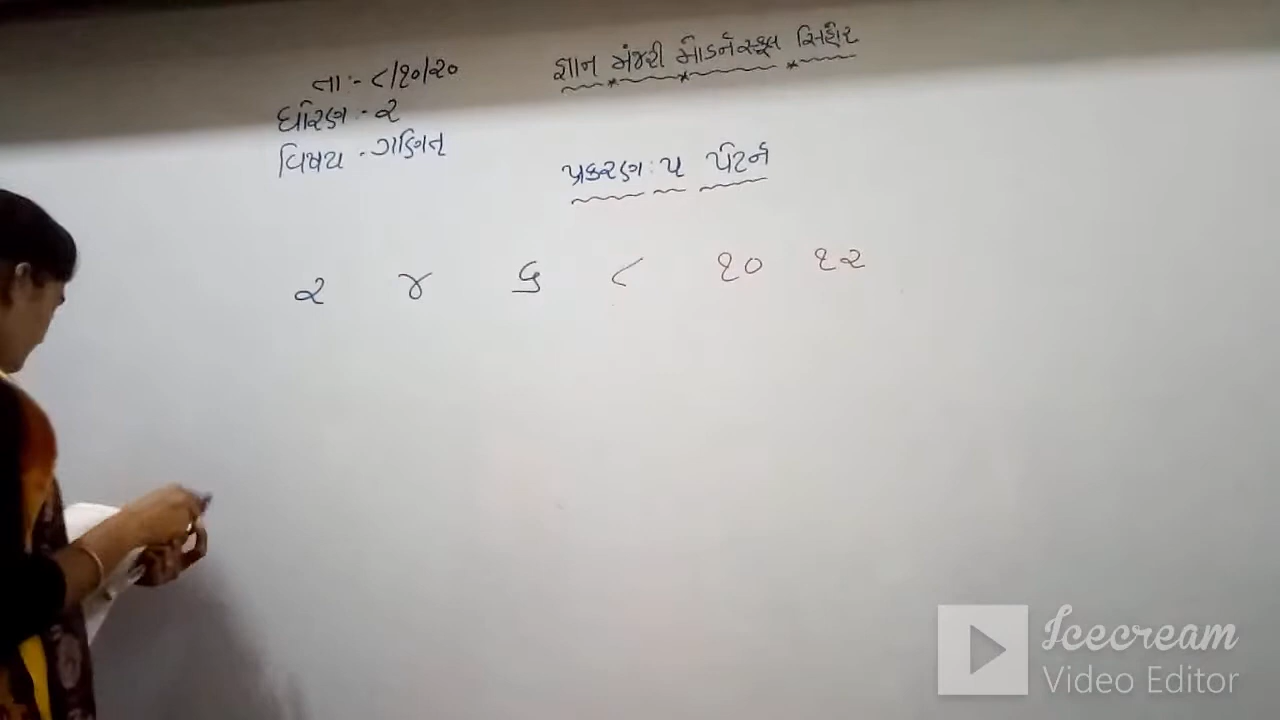 તા :- ૮/૧૦/૨૦
જ્ઞાન મંજરી મોડર્ન સ્કૂલ સિહોર
ધોરણ :- ૨
વિષય :- ગણિત
પ્રકરણ : ૫ પેટર્ન
૨ ૪ ૬ ૮ ૧૦ ૧૨
Icecream
Video Editor